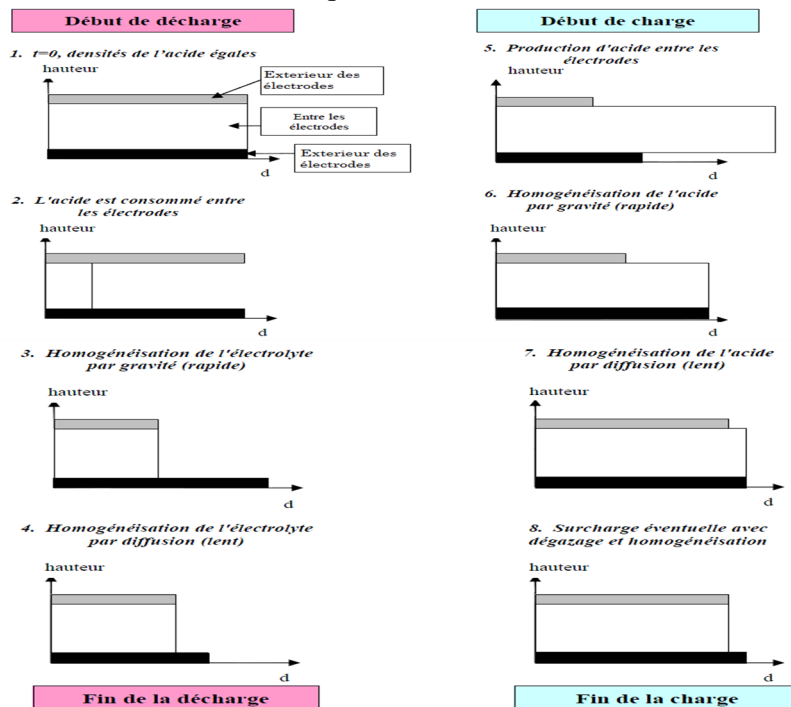 Début de décharge
1. t=0, densités de l'acide égales
hauteur
Exterieur des
électrodes
Entre les
électrodes
Exterieur des
électrodes
d
2. L'acide est consommé entre
les électrodes
hauteur
d
3. Homogénéisation de l'électrolyte
par gravité (rapide)
hauteur
d
4. Homogénéisation de l'électrolyte
par diffusion (lent)
hauteur
d
Fin de la décharge
Début de charge
5. Production d'acide entre les
électrodes
hauteur
d
6. Homogénéisation de l'acide
par gravité (rapide)
hauteur
d
7. Homogénéisation de l'acide
par diffusion (lent)
hauteur
d
8. Surcharge éventuelle avec
dégazage et homogénéisation
hauteur
d
Fin de la charge